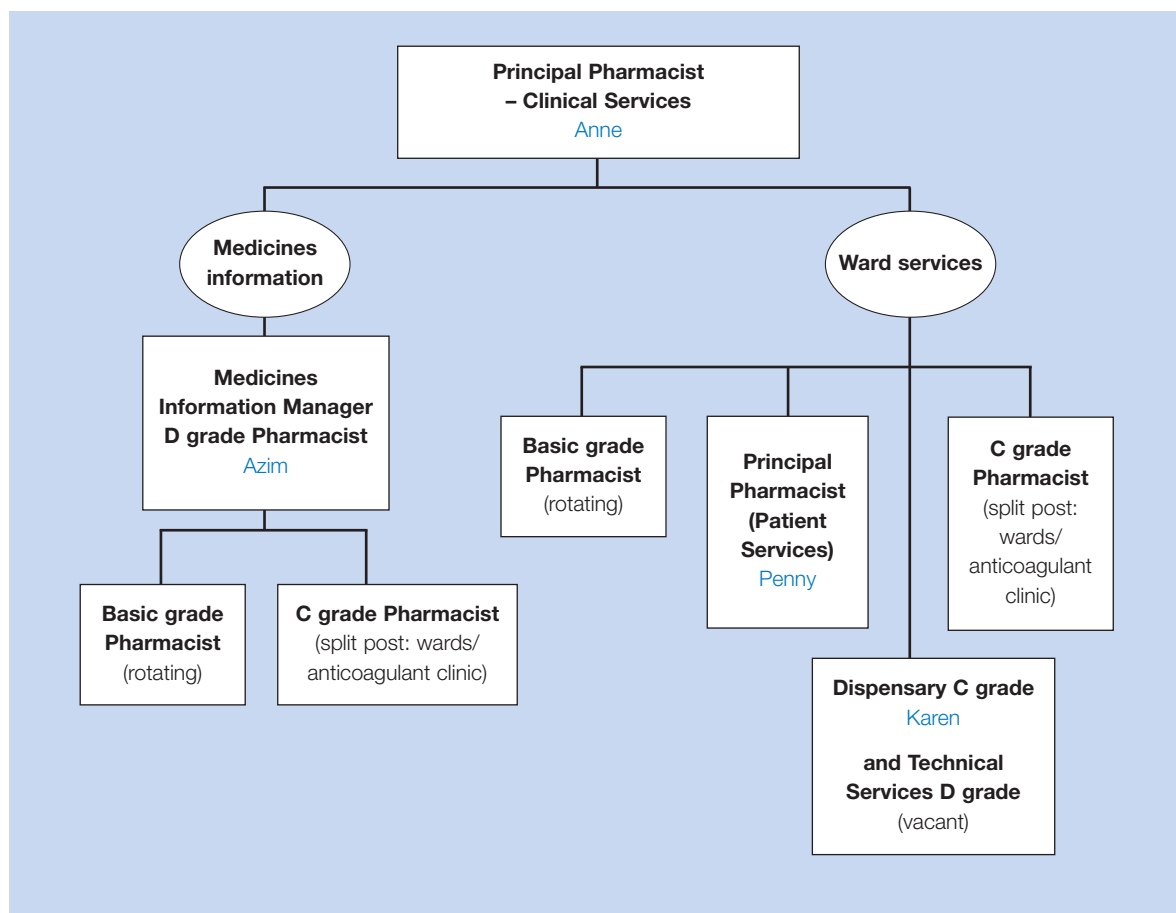 Principal Pharmacist
– Clinical Services
Anne
Medicines
information
Ward services
Medicines
Information Manager
D grade Pharmacist
Azim
Basic grade
Pharmacist
(rotating)
C grade Pharmacist
(split post: wards/
anticoagulant clinic)
Basic grade
Pharmacist
(rotating)
Principal
Pharmacist
(Patient
Services)
Penny
C grade
Pharmacist
(split post:
wards/
anticoagulant
clinic)
Dispensary C grade
Karen
and Technical
Services D grade
(vacant)